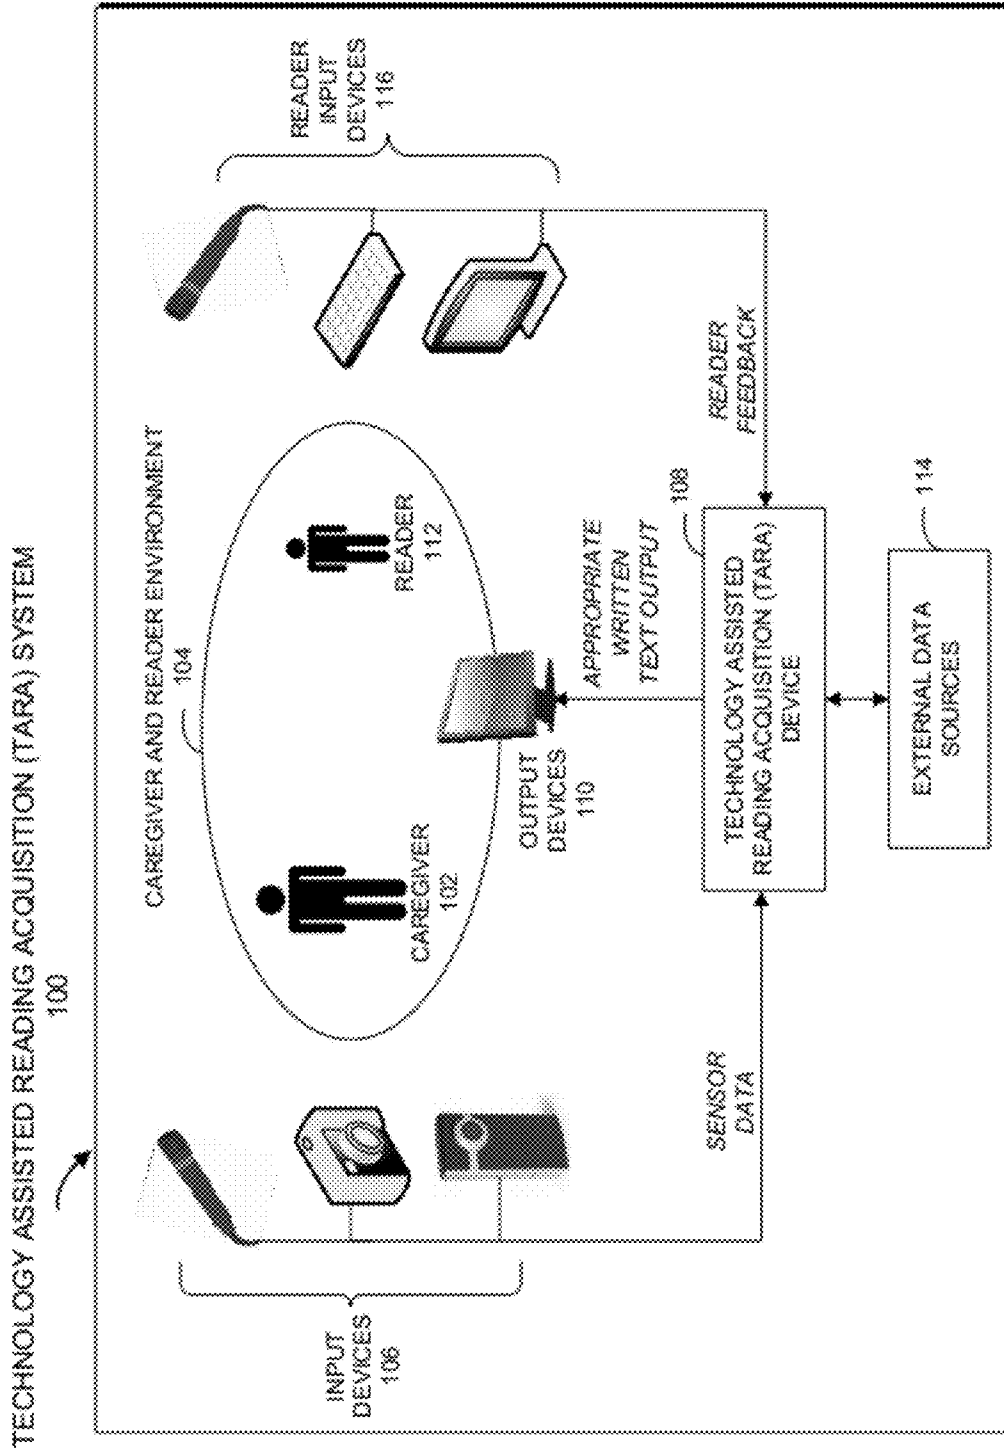 TECHNOLOGY ASSISTED READING ACQUISITION (TARA) SYSTEM
100
CAREGIVER AND READER ENVIRONMENT
104
INPUT
DEVICES
106
CAREGIVER
102
READER
112
READER
INPUT
DEVICES
116
OUTPUT
DEVICES
110
APPROPRIATE
WRITTEN
TEXT OUTPUT
SENSOR
DATA
READER
FEEDBACK
108
TECHNOLOGY ASSISTED
READING ACQUISITION (TARA)
DEVICE
114
EXTERNAL DATA
SOURCES